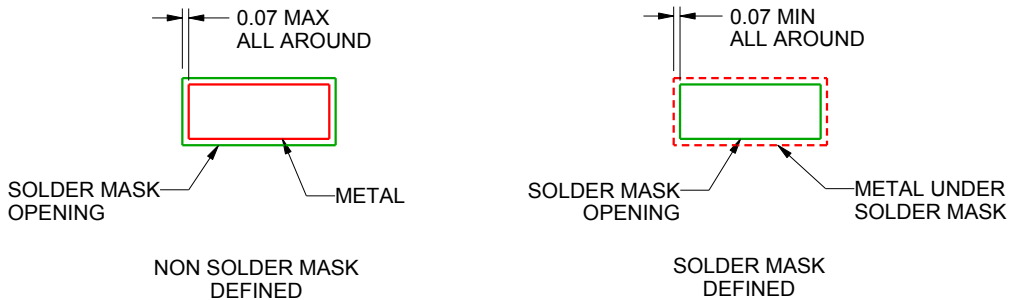 0.07 MAX
ALL AROUND
SOLDER MASK
OPENING
METAL
NON SOLDER MASK
DEFINED
0.07 MIN
ALL AROUND
SOLDER MASK
OPENING
METAL UNDER
SOLDER MASK
SOLDER MASK
DEFINED